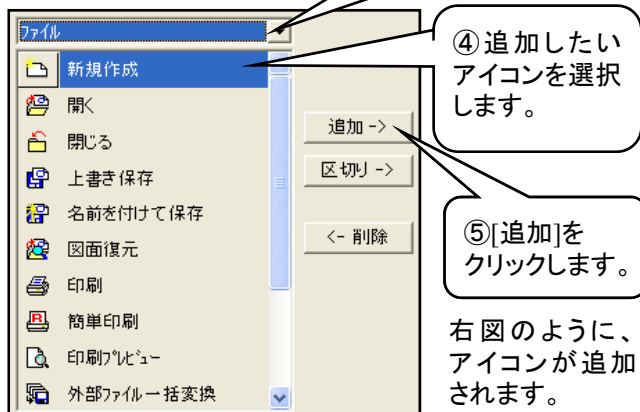 ファイル
新規作成
開く
閉じる
上書き保存
名前を付けて保存
図面復元
印刷
簡単印刷
印刷プレビュー
外部ファイル一括変換
追加 ->
区切り ->
<- 削除
④追加したい
アイコンを選択
します。
⑤[追加]を
クリックします。
右図のように、
アイコンが追加
されます。